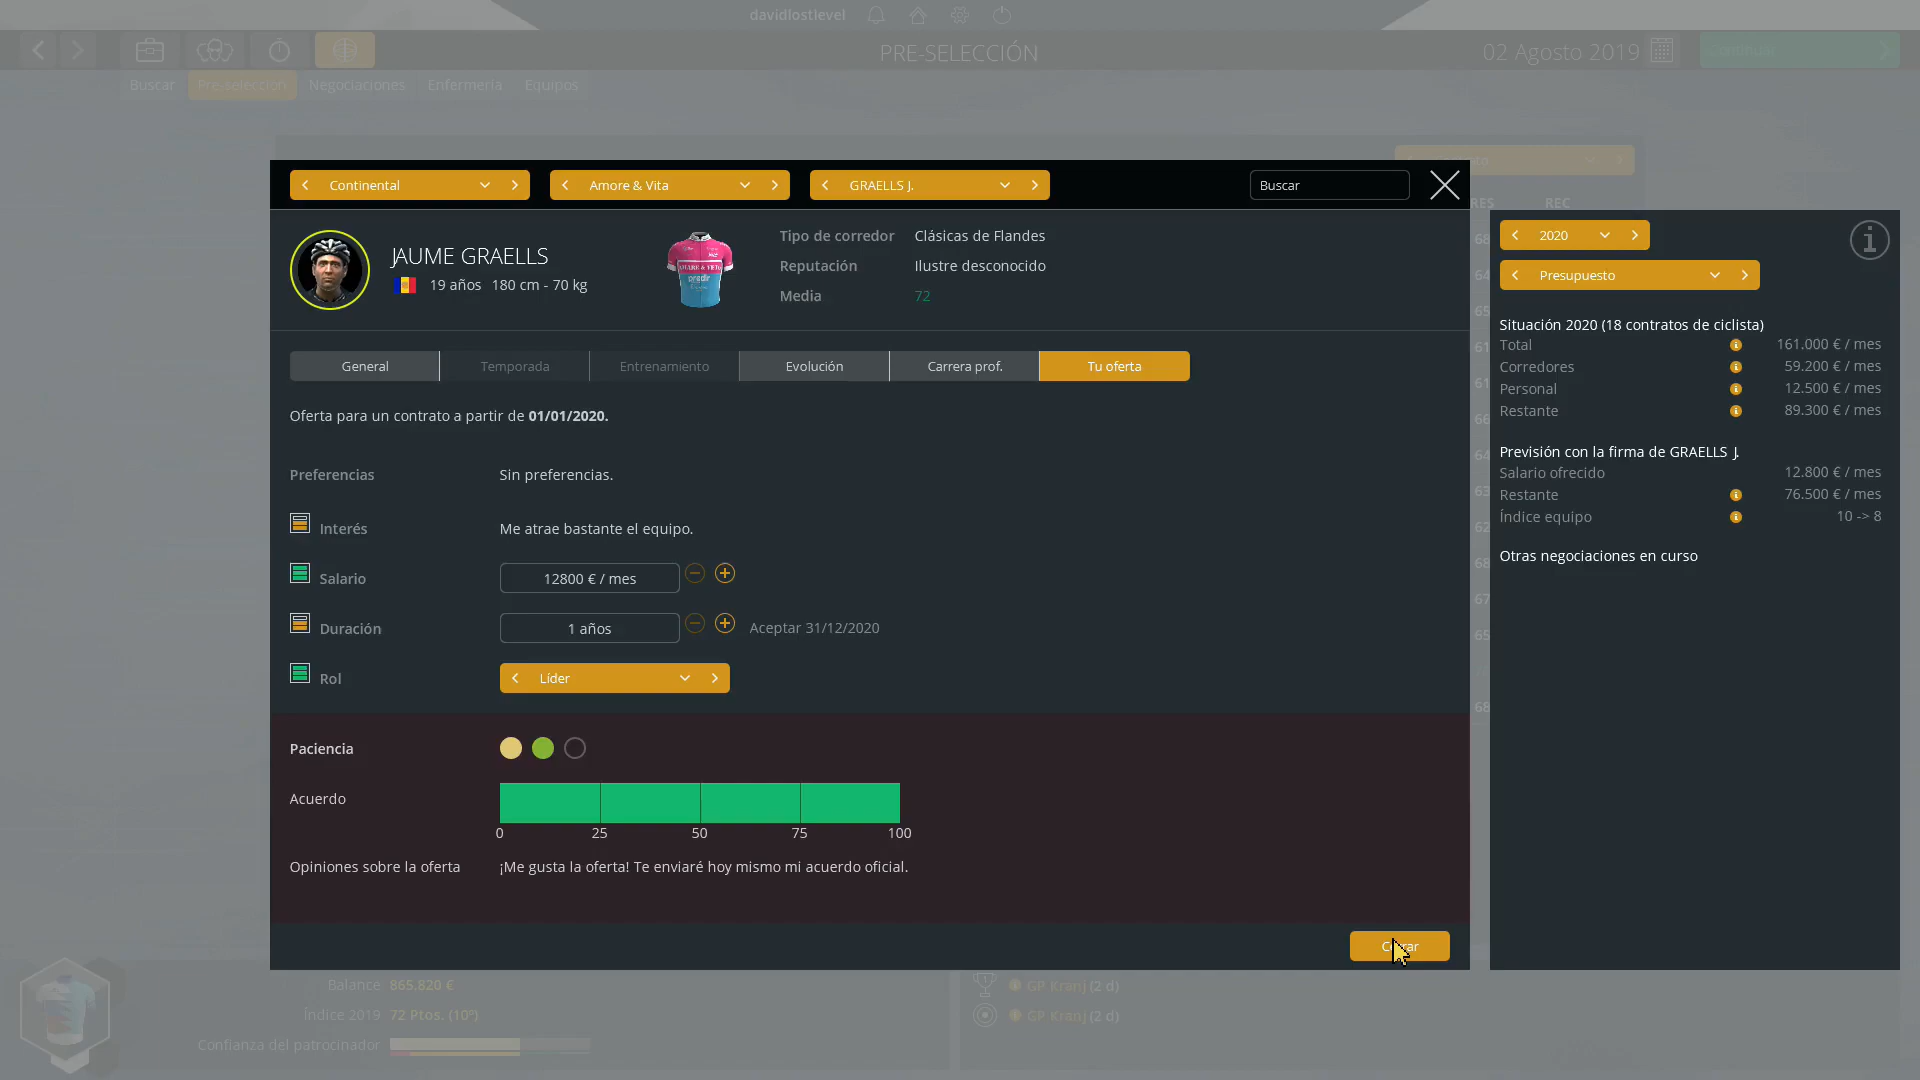 davidlostlevel
PRE-SELECCIÓN
02 Agosto 2019
Continuar
Buscar
Pre-selección
Negociaciones
Enfermería
Equipos
Continental
Amore & Vita
GRAELLS J.
Buscar
RES
REC
JAUME GRAELLS
19 años 180 cm - 70 kg
Tipo de corredor Clásicas de Flandes
Reputación Ilustre desconocido
Media 72
General
Temporada
Entrenamiento
Evolución
Carrera prof.
Tu oferta
Oferta para un contrato a partir de 01/01/2020.
Preferencias Sin preferencias.
Interés Me atrae bastante el equipo.
Salario 12800 € / mes
Duración 1 años Aceptar 31/12/2020
Rol Líder
Paciencia
Acuerdo
0 25 50 75 100
Opiniones sobre la oferta ¡Me gusta la oferta! Te enviaré hoy mismo mi acuerdo oficial.
2020
Presupuesto
Situación 2020 (18 contratos de ciclista)
Total 161.000 € / mes
Corredores 59.200 € / mes
Personal 12.500 € / mes
Restante 89.300 € / mes
Previsión con la firma de GRAELLS J.
Salario ofrecido 12.800 € / mes
Restante 76.500 € / mes
Índice equipo 10 -> 8
Otras negociaciones en curso
Balance 865.820 €
Índice 2019 72 Ptos. (10º)
Confianza del patrocinador
GP Kranj (2 d)
GP Kranj (2 d)